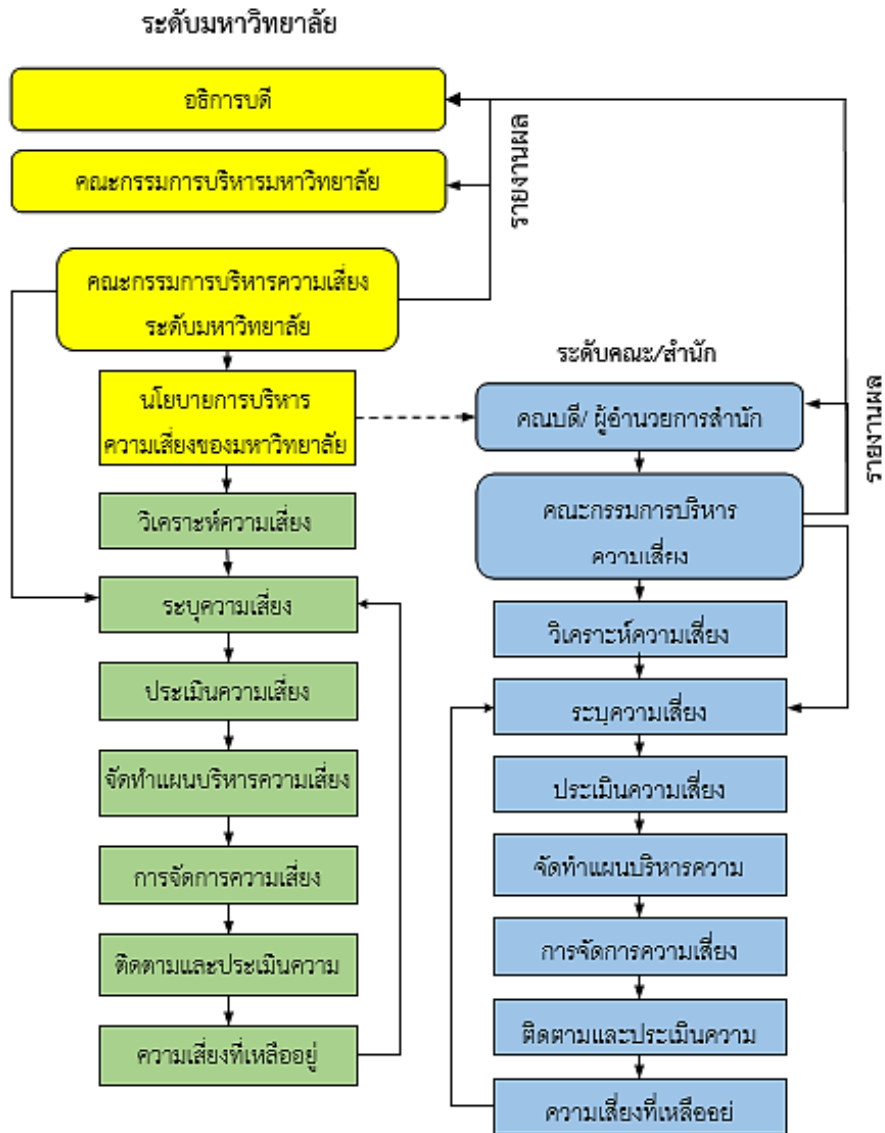 ระดับมหาวิทยาลัย
อธิการบดี
คณะกรรมการบริหารมหาวิทยาลัย
รายงานผล
คณะกรรมการบริหารความเสี่ยง
ระดับมหาวิทยาลัย
นโยบายการบริหาร
ความเสี่ยงของมหาวิทยาลัย
วิเคราะห์ความเสี่ยง
ระบุความเสี่ยง
ประเมินความเสี่ยง
จัดทำแผนบริหารความเสี่ยง
การจัดการความเสี่ยง
ติดตามและประเมินความ
ความเสี่ยงที่เหลืออยู่
ระดับคณะ/สำนัก
คณบดี/ ผู้อำนวยการสำนัก
รายงานผล
คณะกรรมการบริหาร
ความเสี่ยง
วิเคราะห์ความเสี่ยง
ระบุความเสี่ยง
ประเมินความเสี่ยง
จัดทำแผนบริหารความ
การจัดการความเสี่ยง
ติดตามและประเมินความ
ความเสี่ยงที่เหลืออยู่